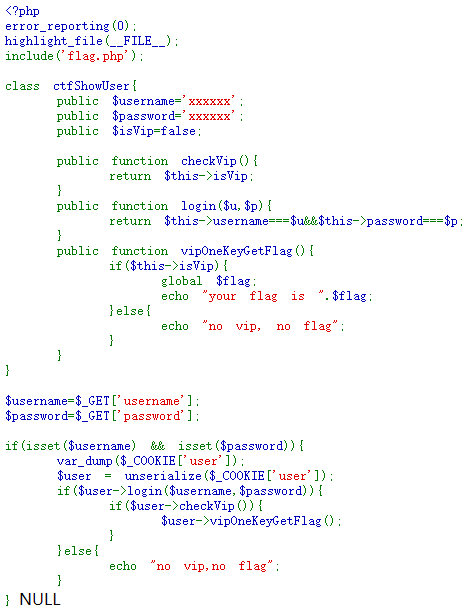 <?php
error_reporting(0);
highlight_file(__FILE__);
include('flag.php');

class ctfShowUser{
        public $username='xxxxxx';
        public $password='xxxxxx';
        public $isVip=false;

        public function checkVip(){
                return $this->isVip;
        }
        public function login($u,$p){
                return $this->username===$u&&$this->password===$p;
        }
        public function vipOneKeyGetFlag(){
                if($this->isVip){
                        global $flag;
                        echo "your flag is ".$flag;
                }else{
                        echo "no vip, no flag";
                }
        }
}

$username=$_GET['username'];
$password=$_GET['password'];

if(isset($username) && isset($password)){
        var_dump($_COOKIE['user']);
        $user = unserialize($_COOKIE['user']);
        if($user->login($username,$password)){
                if($user->checkVip()){
                        $user->vipOneKeyGetFlag();
                }
        }else{
                echo "no vip,no flag";
        }
} NULL